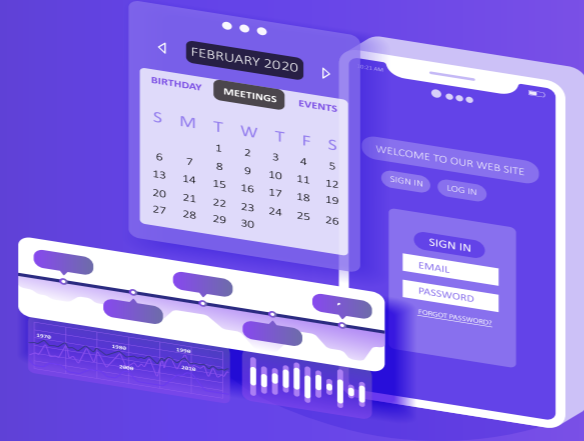 FEBRUARY 2020
BIRTHDAY MEETINGS EVENTS
S M T W T F S
1 2 3 4 5
6 7 8 9 10 11 12
13 14 15 16 17 18 19
20 21 22 23 24 25 26
27 28 29 30
WELCOME TO OUR WEB SITE
SIGN IN LOG IN
SIGN IN
EMAIL
PASSWORD
FORGOT PASSWORD?
1970 1980 1990
2000 2010